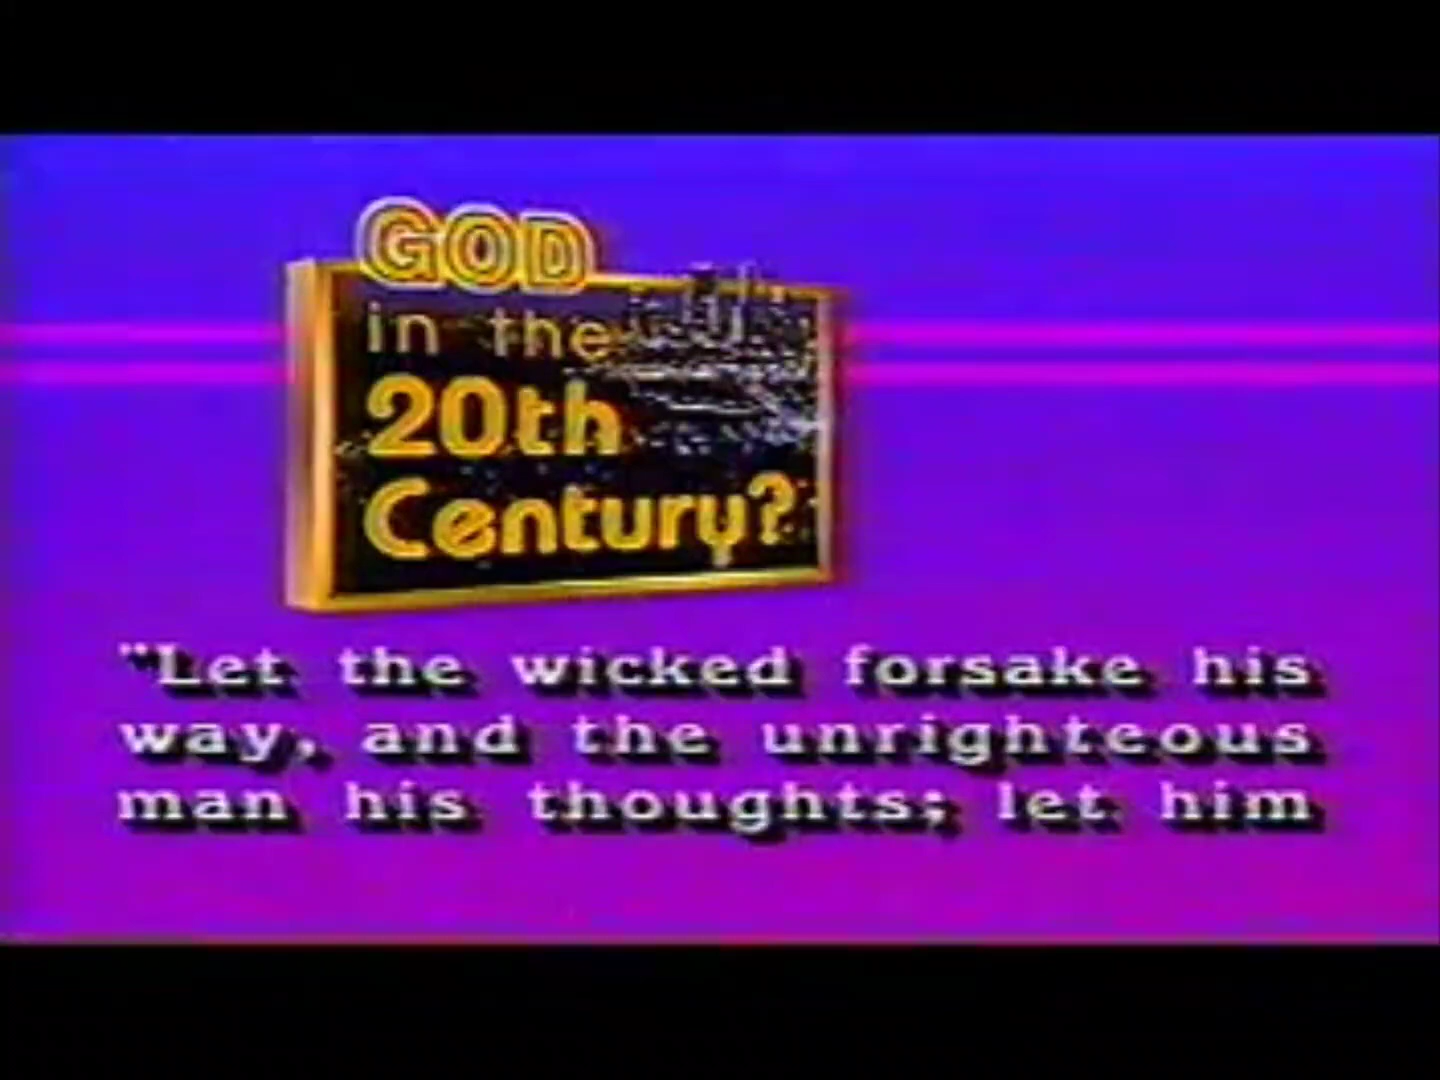 GOD
in the
20th
Century?
"Let the wicked forsake his
way, and the unrighteous
man his thoughts; let him